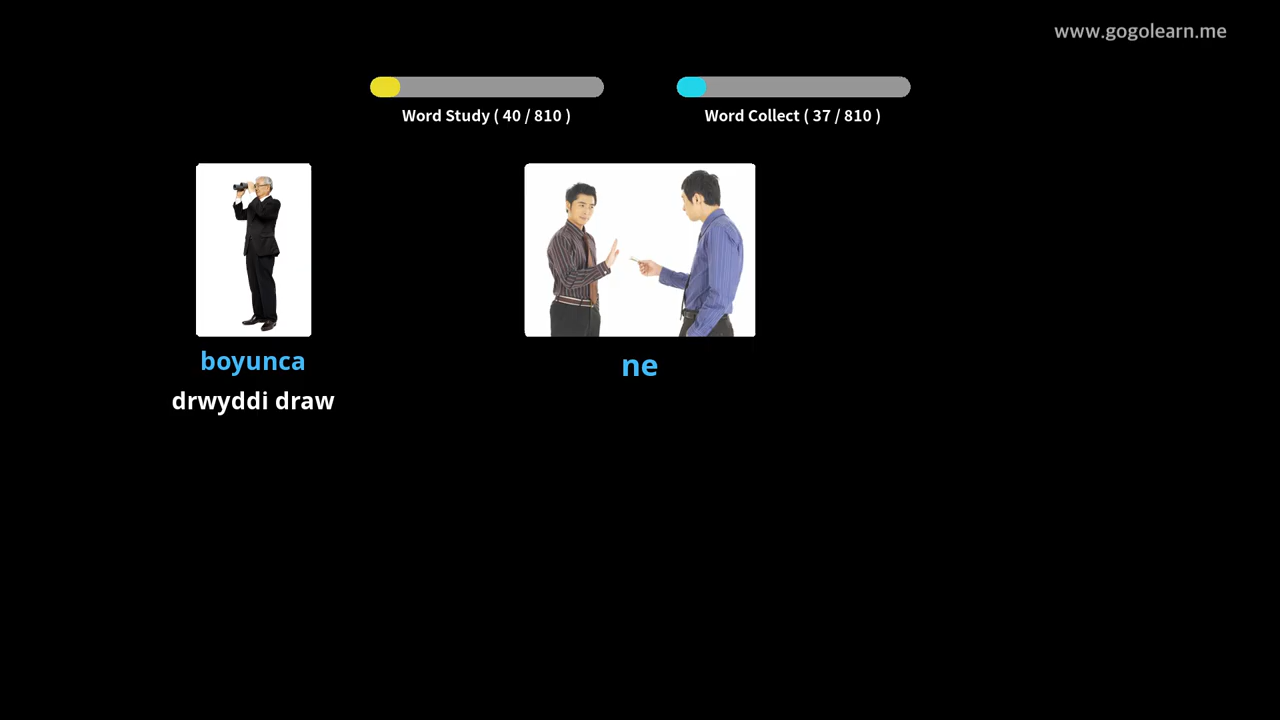 www.gogolearn.me
Word Study ( 40 / 810 )
Word Collect ( 37 / 810 )
boyunca
drwyddi draw
ne